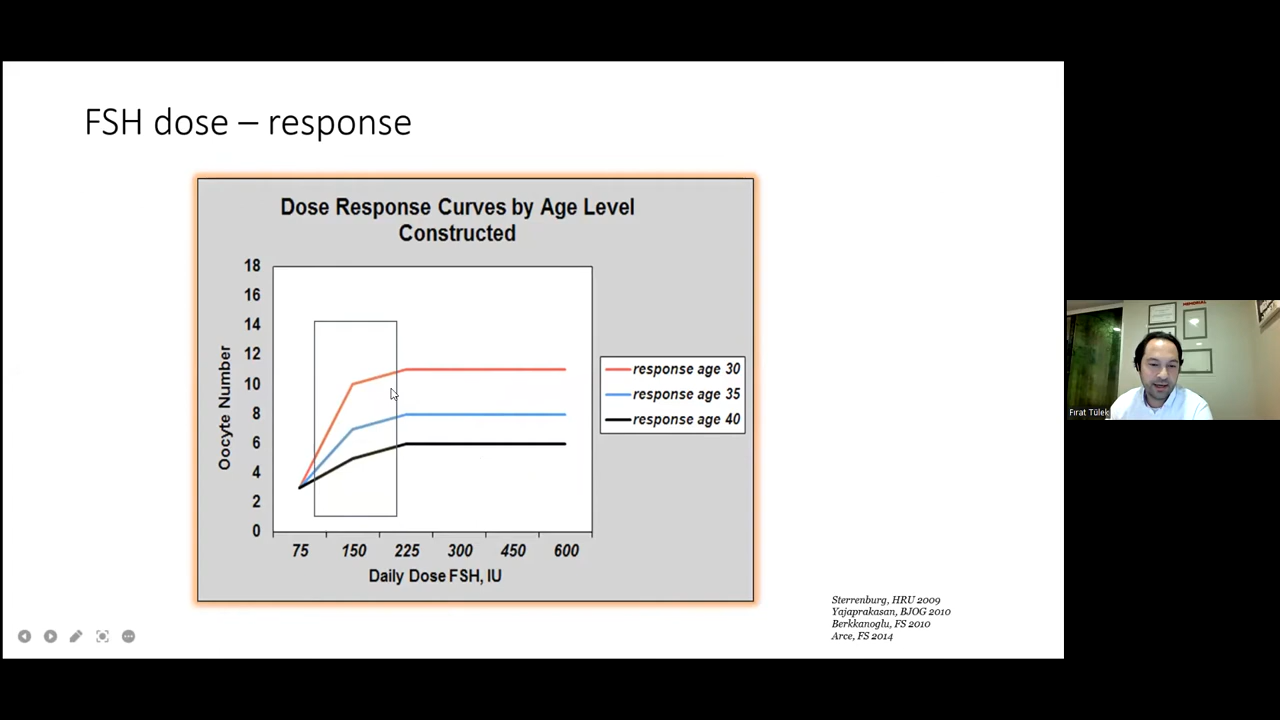 FSH dose – response
Dose Response Curves by Age Level
Constructed
18
16
14
12
10
8
6
4
2
0
Oocyte Number
75 150 225 300 450 600
Daily Dose FSH, IU
response age 30
response age 35
response age 40
Sterrenburg, HRU 2009
Yajaprakasan, BJOG 2010
Berkkanoglu, FS 2010
Arce, FS 2014
Fırat Tülek